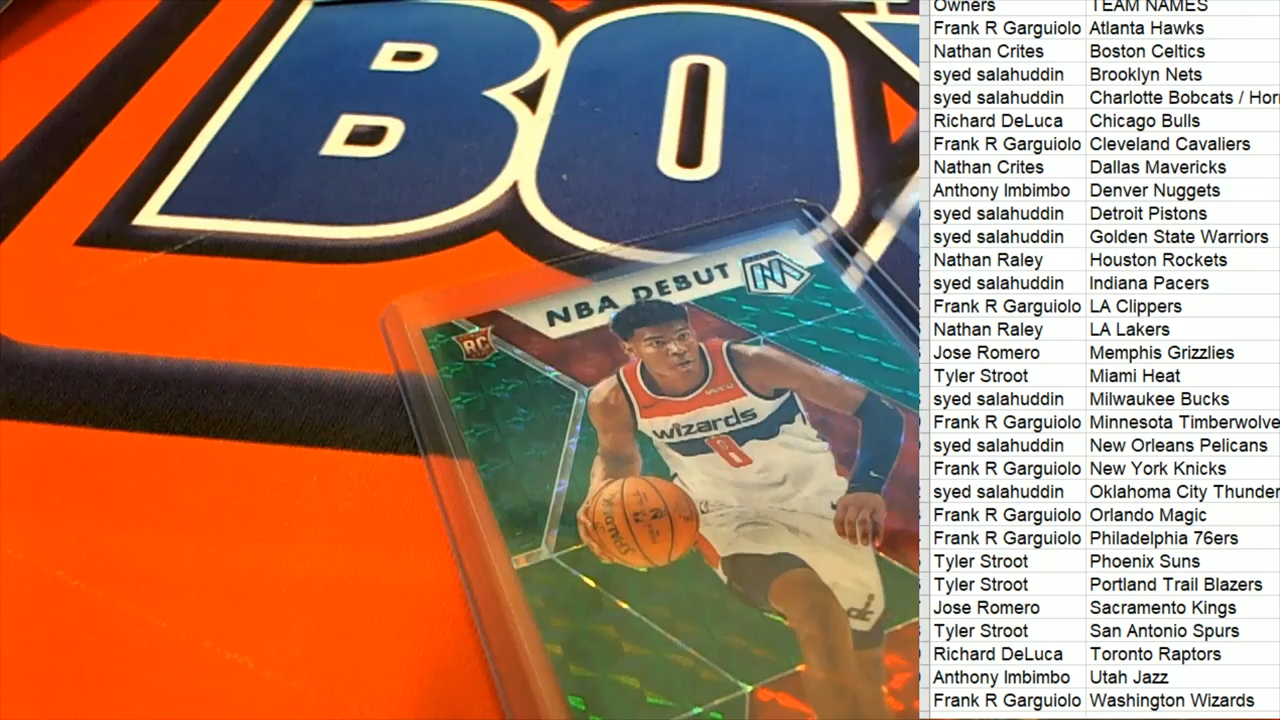 BO
NBA DEBUT
RC
wizards
8
SPALDING
Owners TEAM NAMES
Frank R Garguiolo Atlanta Hawks
Nathan Crites Boston Celtics
syed salahuddin Brooklyn Nets
syed salahuddin Charlotte Bobcats / Hor
Richard DeLuca Chicago Bulls
Frank R Garguiolo Cleveland Cavaliers
Nathan Crites Dallas Mavericks
Anthony Imbimbo Denver Nuggets
syed salahuddin Detroit Pistons
syed salahuddin Golden State Warriors
Nathan Raley Houston Rockets
syed salahuddin Indiana Pacers
Frank R Garguiolo LA Clippers
Nathan Raley LA Lakers
Jose Romero Memphis Grizzlies
Tyler Stroot Miami Heat
syed salahuddin Milwaukee Bucks
Frank R Garguiolo Minnesota Timberwolve
syed salahuddin New Orleans Pelicans
Frank R Garguiolo New York Knicks
syed salahuddin Oklahoma City Thunder
Frank R Garguiolo Orlando Magic
Frank R Garguiolo Philadelphia 76ers
Tyler Stroot Phoenix Suns
Tyler Stroot Portland Trail Blazers
Jose Romero Sacramento Kings
Tyler Stroot San Antonio Spurs
Richard DeLuca Toronto Raptors
Anthony Imbimbo Utah Jazz
Frank R Garguiolo Washington Wizards